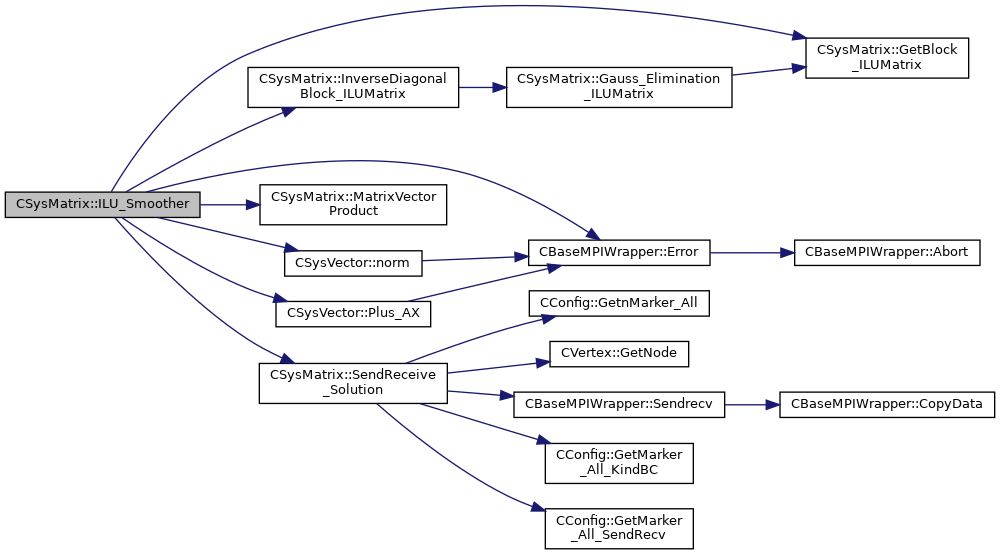 CSysMatrix::GetBlock
_ILUMatrix
CSysMatrix::InverseDiagonal
Block_ILUMatrix
CSysMatrix::Gauss_Elimination
_ILUMatrix
CSysMatrix::ILU_Smoother
CSysMatrix::MatrixVector
Product
CSysVector::norm
CBaseMPIWrapper::Error
CBaseMPIWrapper::Abort
CSysVector::Plus_AX
CConfig::GetnMarker_All
CVertex::GetNode
CSysMatrix::SendReceive
_Solution
CBaseMPIWrapper::Sendrecv
CBaseMPIWrapper::CopyData
CConfig::GetMarker
_All_KindBC
CConfig::GetMarker
_All_SendRecv